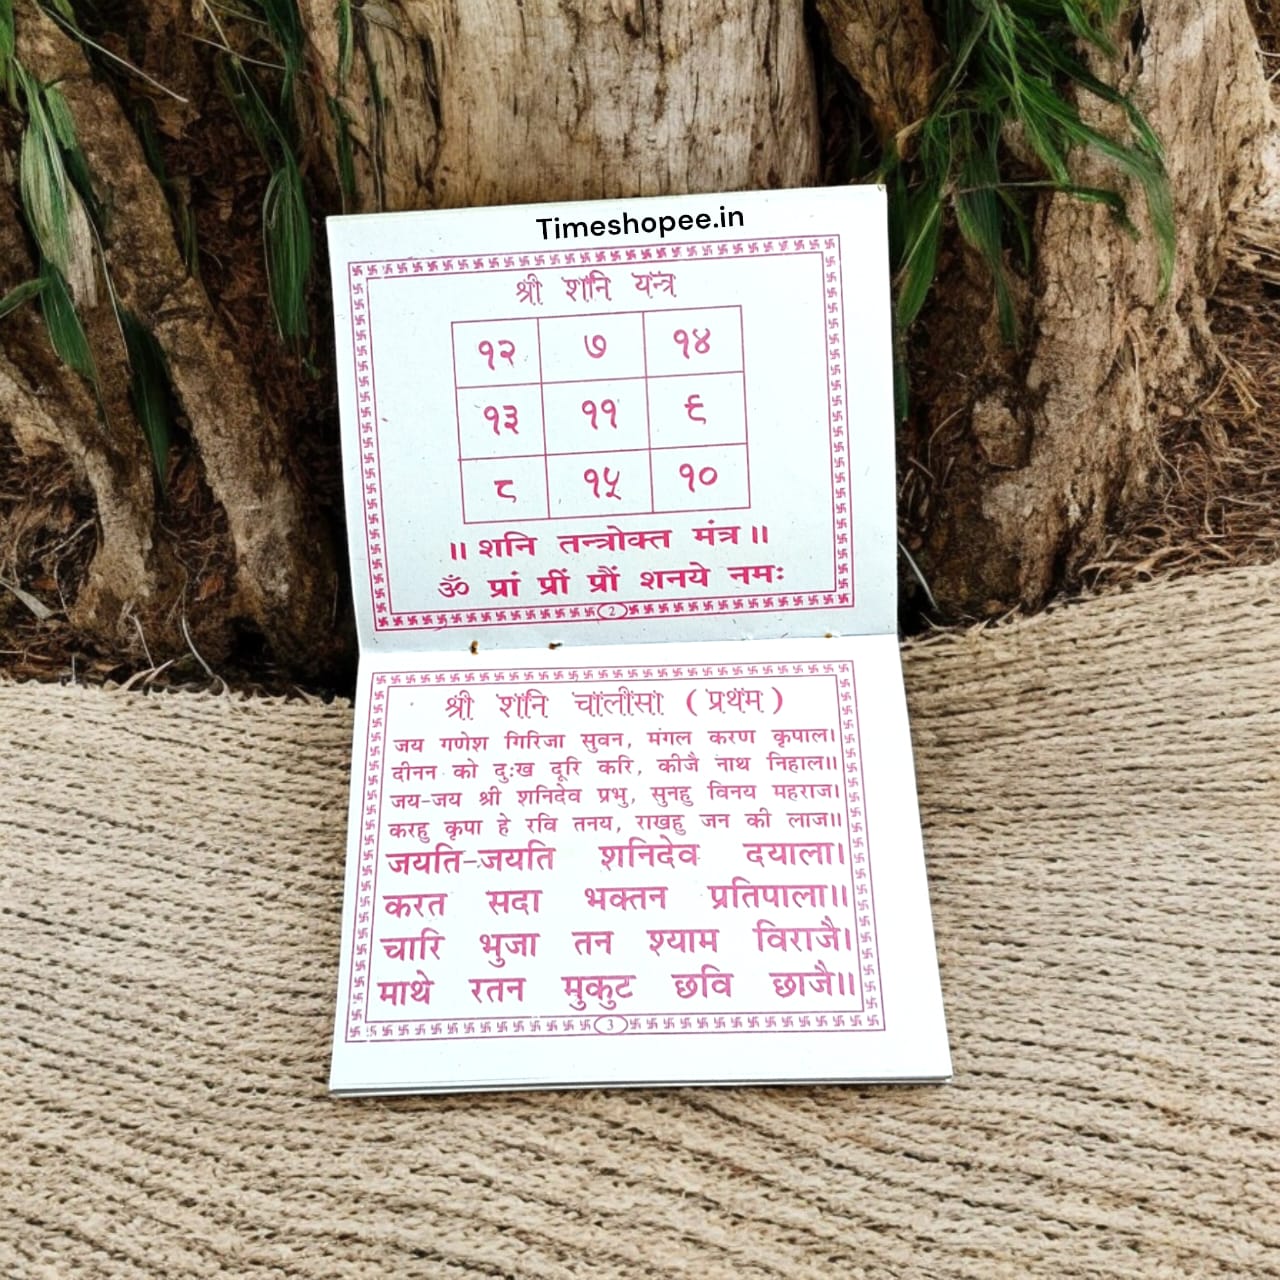 Timeshopee.in
श्री शनि यन्त्र
१२ ७ १४
१३ ११ ९
८ १५ १०
॥ शनि तन्त्रोक्त मंत्र ॥
ॐ प्रां प्रीं प्रौं शनये नमः
2
श्री शनि चालीसा ( प्रथम )
जय गणेश गिरिजा सुवन, मंगल करण कृपाल।
दीनन को दुःख दूरि करि, कीजै नाथ निहाल॥
जय-जय श्री शनिदेव प्रभु, सुनहु विनय महराज।
करहु कृपा हे रवि तनय, राखहु जन की लाज॥
जयति-जयति शनिदेव दयाला।
करत सदा भक्तन प्रतिपाला॥
चारि भुजा तन श्याम विराजै।
माथे रतन मुकुट छवि छाजै॥
3